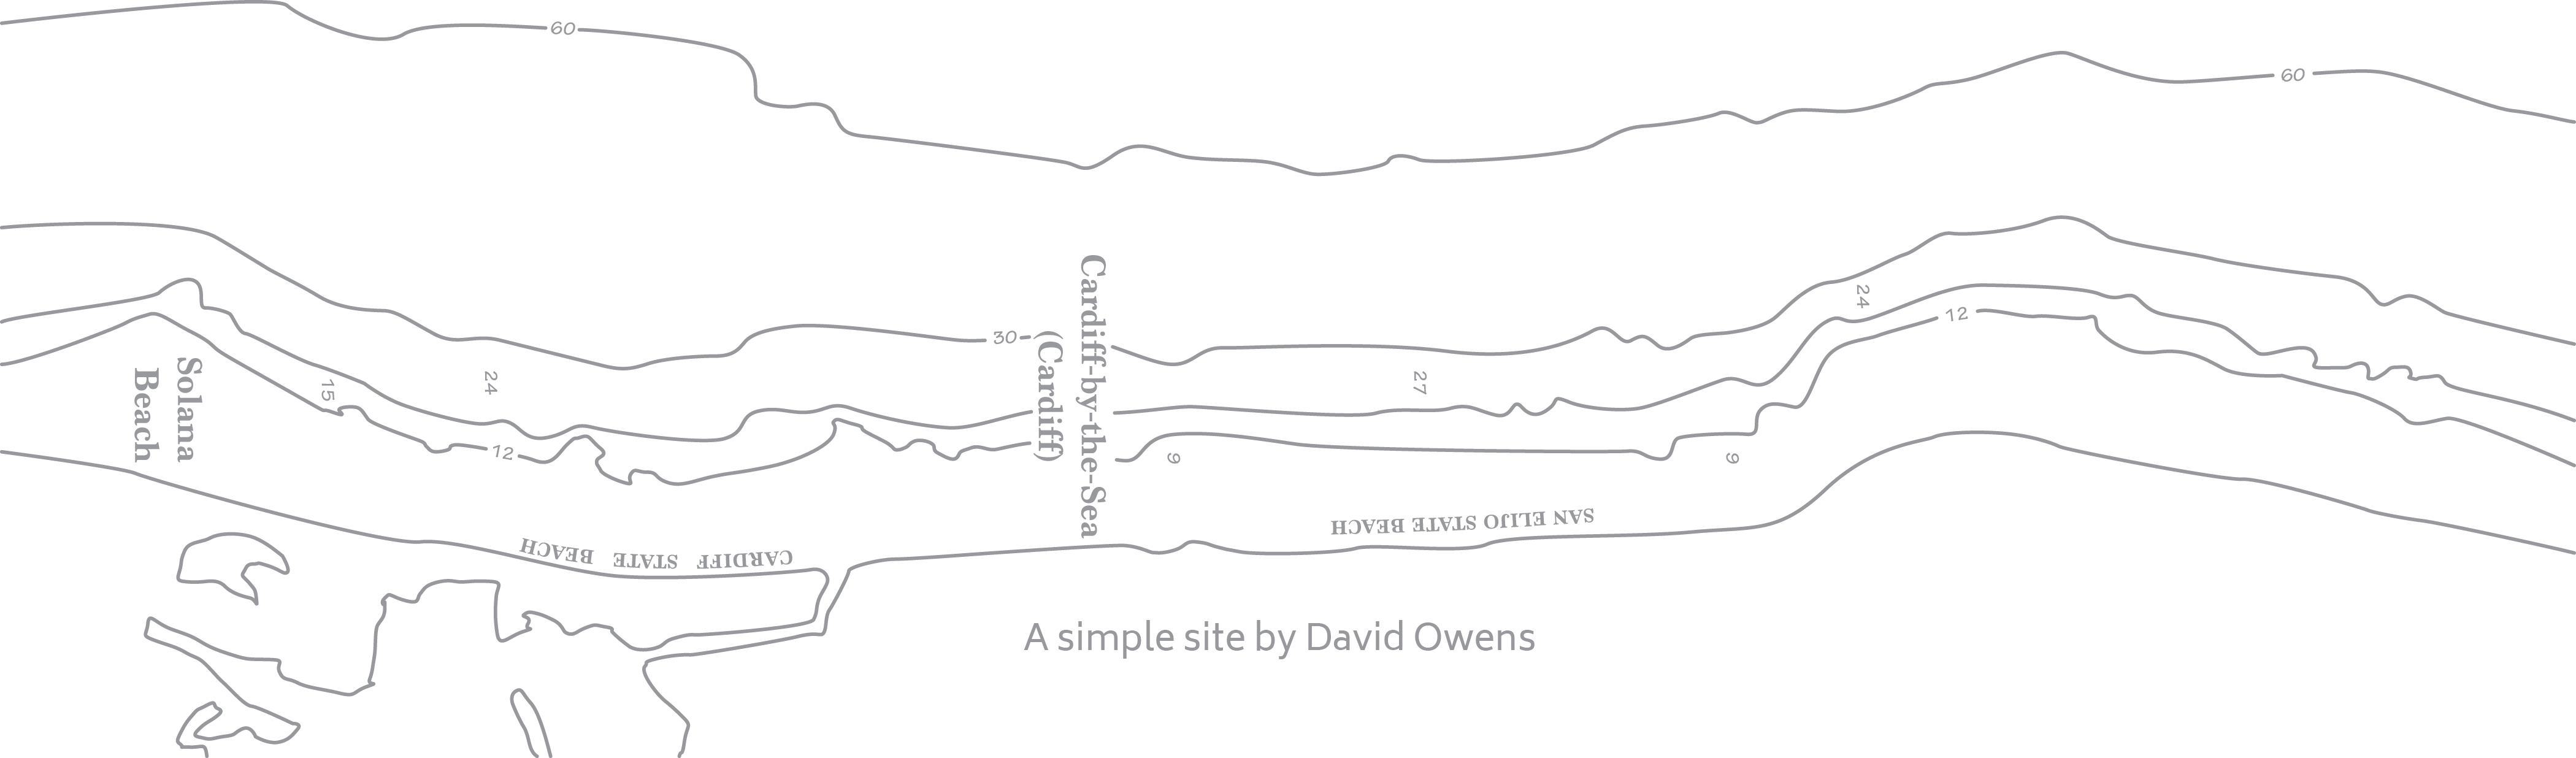 60
60
30
Cardiff-by-the-Sea
(Cardiff)
24
12
Solana
Beach
15
24
27
12
9
9
SAN ELIJO STATE BEACH
CARDIFF STATE BEACH
A simple site by David Owens